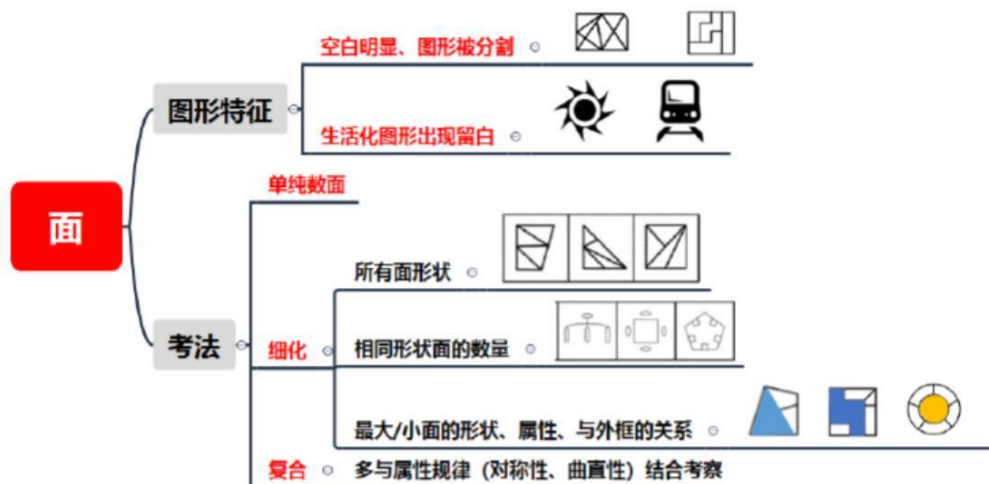 面
图形特征
空白明显、图形被分割
生活化图形出现留白
考法
单纯数面
细化
所有面形状
相同形状面的数量
最大/小面的形状、属性、与外框的关系
复合
多与属性规律（对称性、曲直性）结合考察